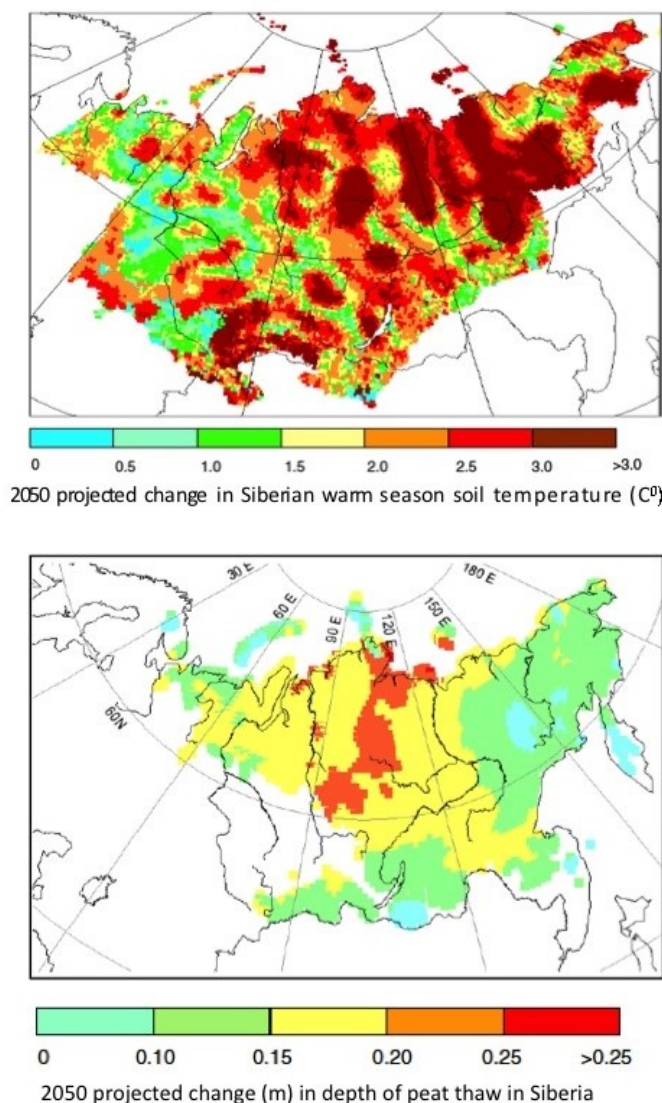 0 0.5 1.0 1.5 2.0 2.5 3.0 >3.0
2050 projected change in Siberian warm season soil temperature (C⁰)
30 E 180 E
60 E 90 E 120 E 150 E
60N
0 0.10 0.15 0.20 0.25 >0.25
2050 projected change (m) in depth of peat thaw in Siberia